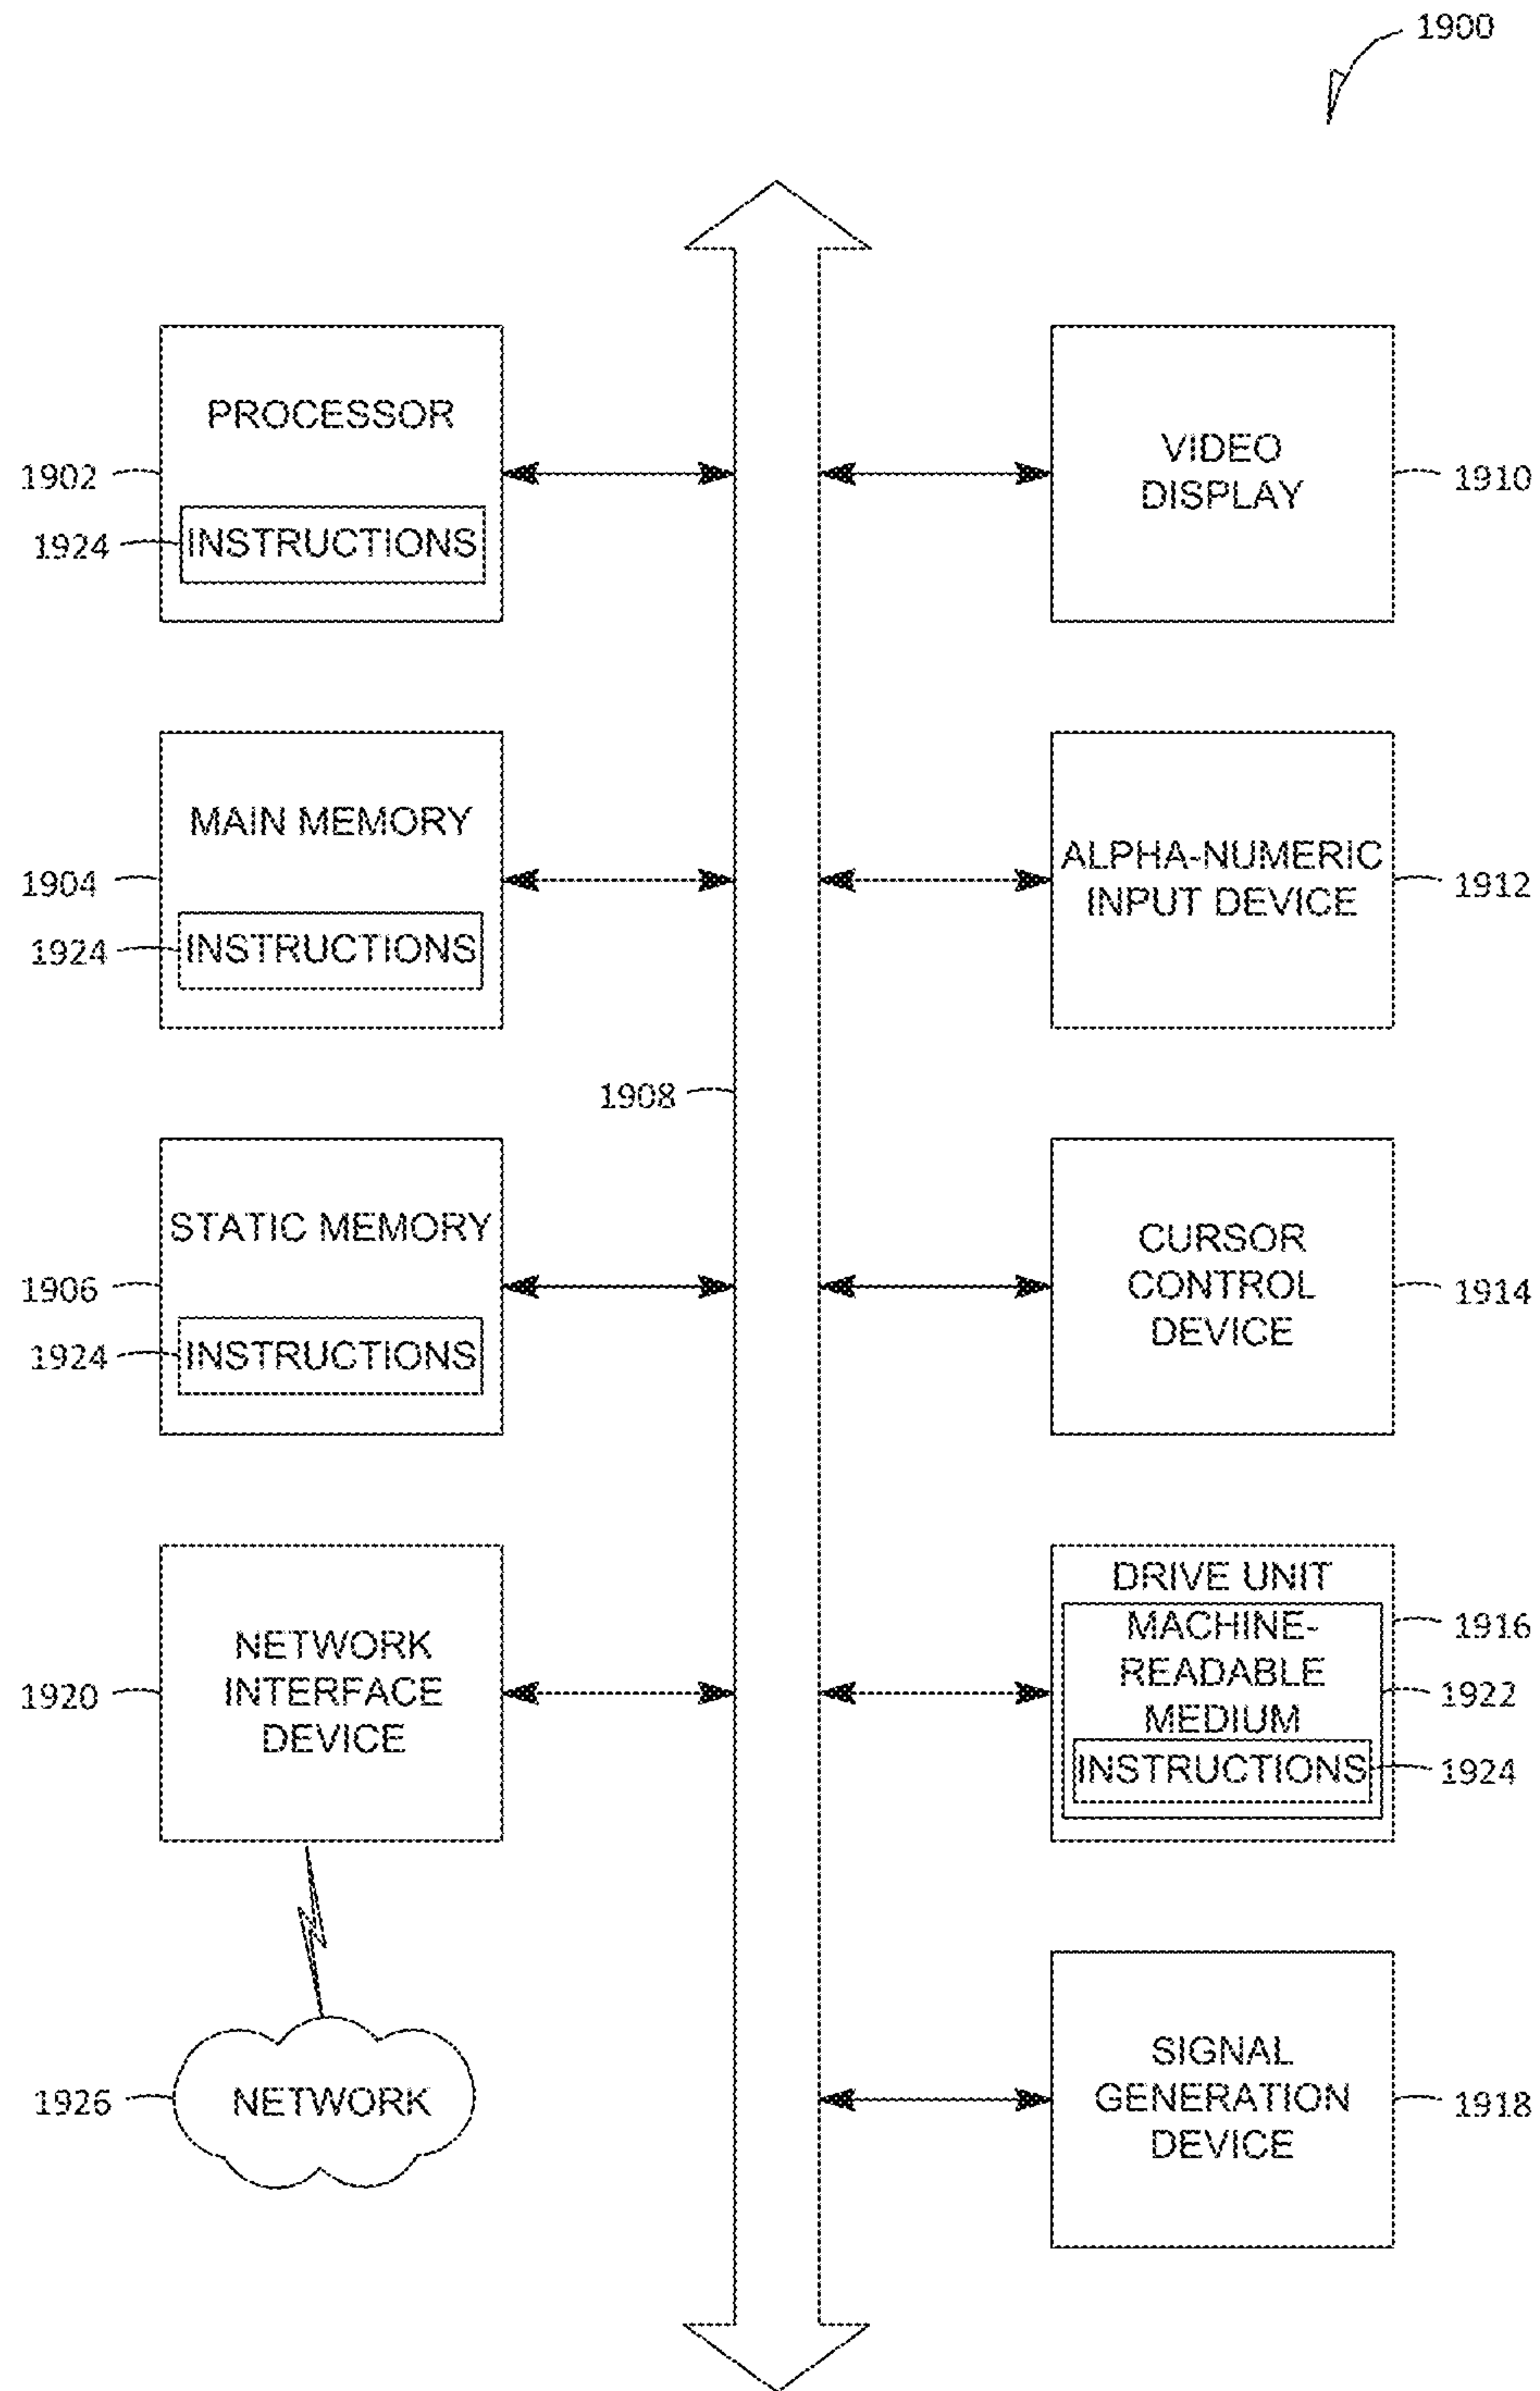 1900
PROCESSOR
1902
1924
INSTRUCTIONS
VIDEO
DISPLAY
1910
MAIN MEMORY
1904
1924
INSTRUCTIONS
ALPHA-NUMERIC
INPUT DEVICE
1912
1908
STATIC MEMORY
1906
1924
INSTRUCTIONS
CURSOR
CONTROL
DEVICE
1914
NETWORK
INTERFACE
DEVICE
1920
DRIVE UNIT
1916
MACHINE-
READABLE
MEDIUM
1922
INSTRUCTIONS
1924
1926
NETWORK
SIGNAL
GENERATION
DEVICE
1918